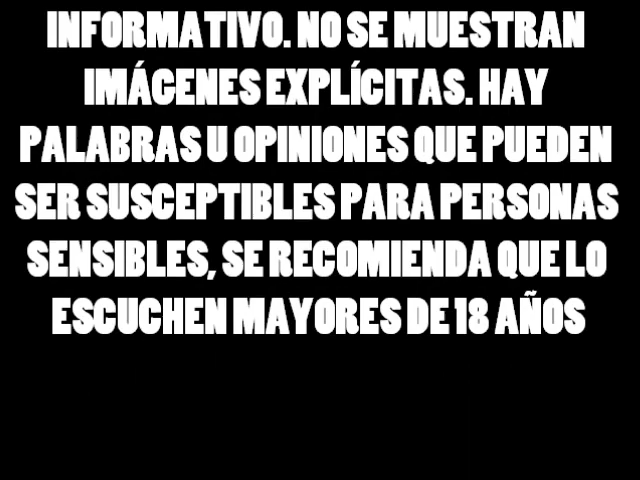 INFORMATIVO. NO SE MUESTRAN
IMÁGENES EXPLÍCITAS. HAY
PALABRAS U OPINIONES QUE PUEDEN
SER SUSCEPTIBLES PARA PERSONAS
SENSIBLES, SE RECOMIENDA QUE LO
ESCUCHEN MAYORES DE 18 AÑOS